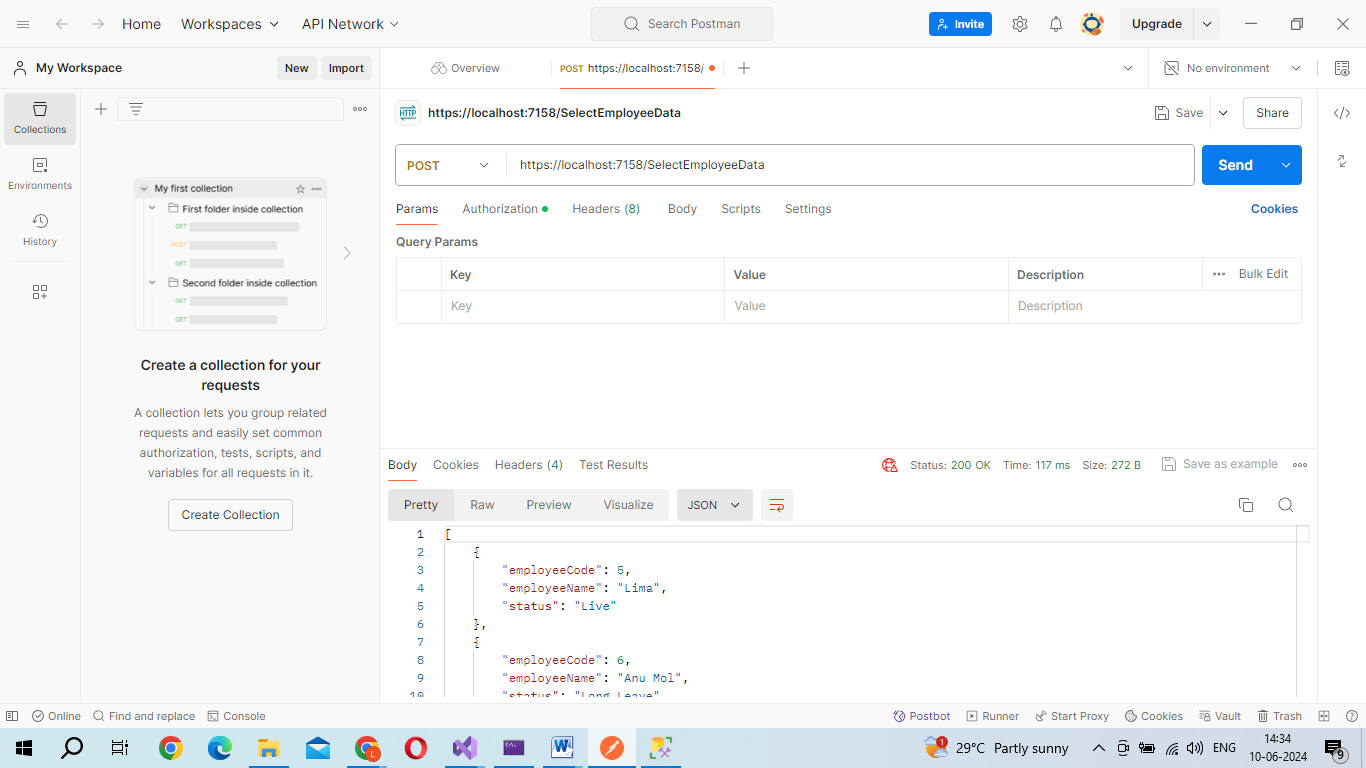 Home Workspaces API Network Search Postman Invite Upgrade
My Workspace New Import Overview POST https://localhost:7158/ No environment
Collections
Environments
History
My first collection
First folder inside collection
GET
POST
GET
Second folder inside collection
GET
GET
Create a collection for your
requests
A collection lets you group related
requests and easily set common
authorization, tests, scripts, and
variables for all requests in it.
Create Collection
HTTP https://localhost:7158/SelectEmployeeData Save Share
POST https://localhost:7158/SelectEmployeeData Send
Params Authorization Headers (8) Body Scripts Settings Cookies
Query Params
Key Value Description Bulk Edit
Key Value Description
Body Cookies Headers (4) Test Results Status: 200 OK Time: 117 ms Size: 272 B Save as example
Pretty Raw Preview Visualize JSON
1 [
2 {
3 "employeeCode": 5,
4 "employeeName": "Lima",
5 "status": "Live"
6 },
7 {
8 "employeeCode": 6,
9 "employeeName": "Anu Mol",
10 "status": "Long Leave"
Online Find and replace Console Postbot Runner Start Proxy Cookies Vault Trash
L 1 29°C Partly sunny ENG 14:34
10-06-2024 9